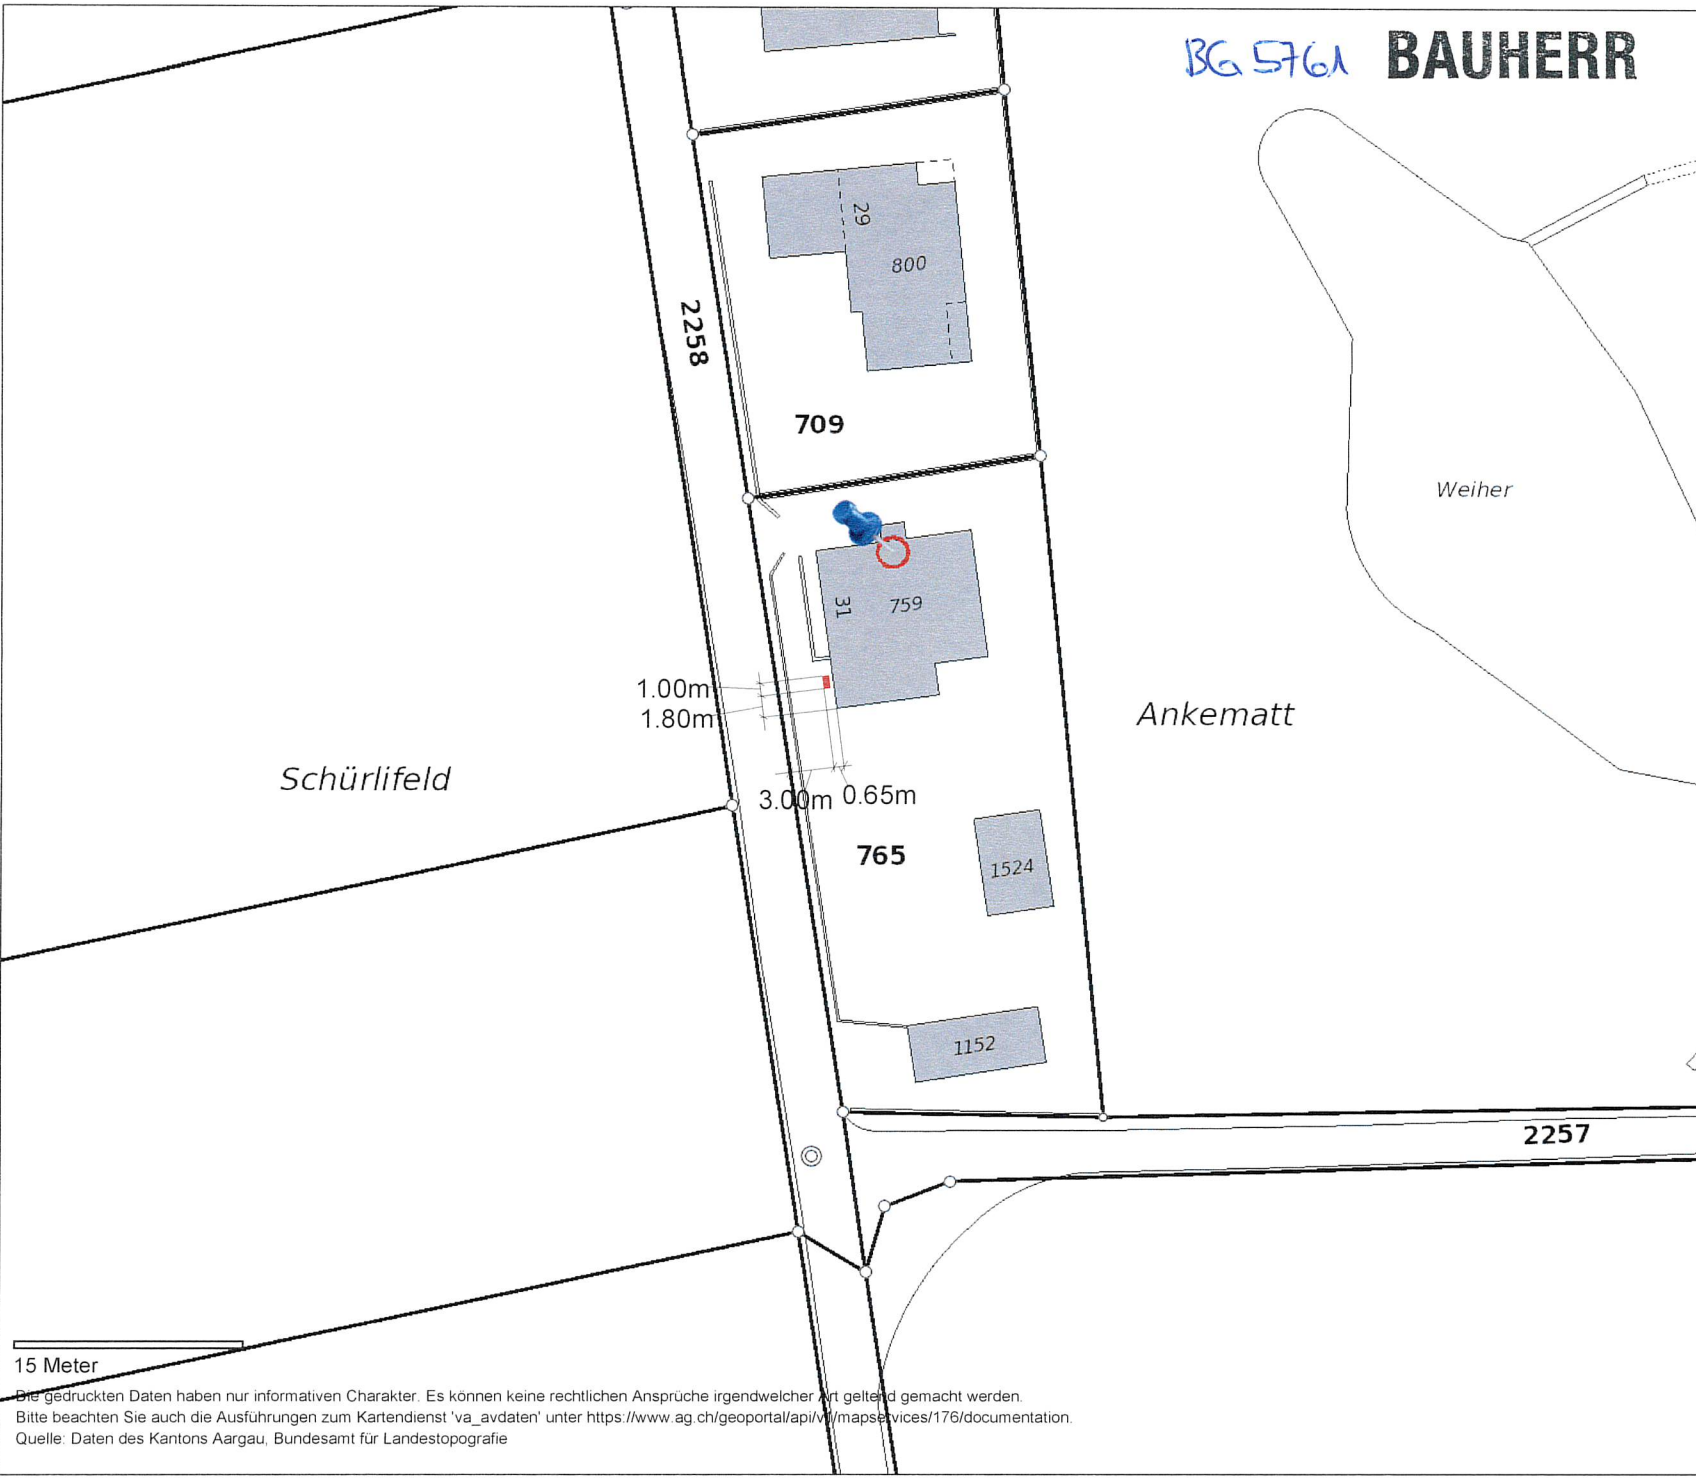 BG 5761 BAUHERR
29
800
2258
709
Weiher
31
759
1.00m
1.80m
Ankematt
Schürlifeld
3.00m 0.65m
765
1524
1152
2257
15 Meter
Die gedruckten Daten haben nur informativen Charakter. Es können keine rechtlichen Ansprüche irgendwelcher Art geltend gemacht werden.
Bitte beachten Sie auch die Ausführungen zum Kartendienst 'va_avdaten' unter https://www.ag.ch/geoportal/api/v1/mapservices/176/documentation.
Quelle: Daten des Kantons Aargau, Bundesamt für Landestopografie